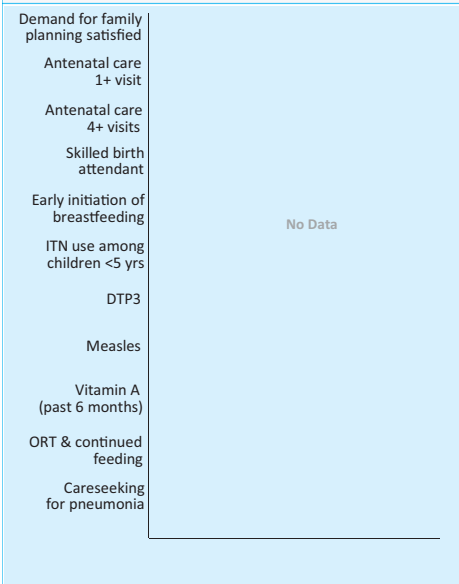 Demand for family
planning satisfied
Antenatal care
1+ visit
Antenatal care
4+ visits
Skilled birth
attendant
Early initiation of
breastfeeding
No Data
ITN use among
children <5 yrs
DTP3
Measles
Vitamin A
(past 6 months)
ORT & continued
feeding
Careseeking
for pneumonia